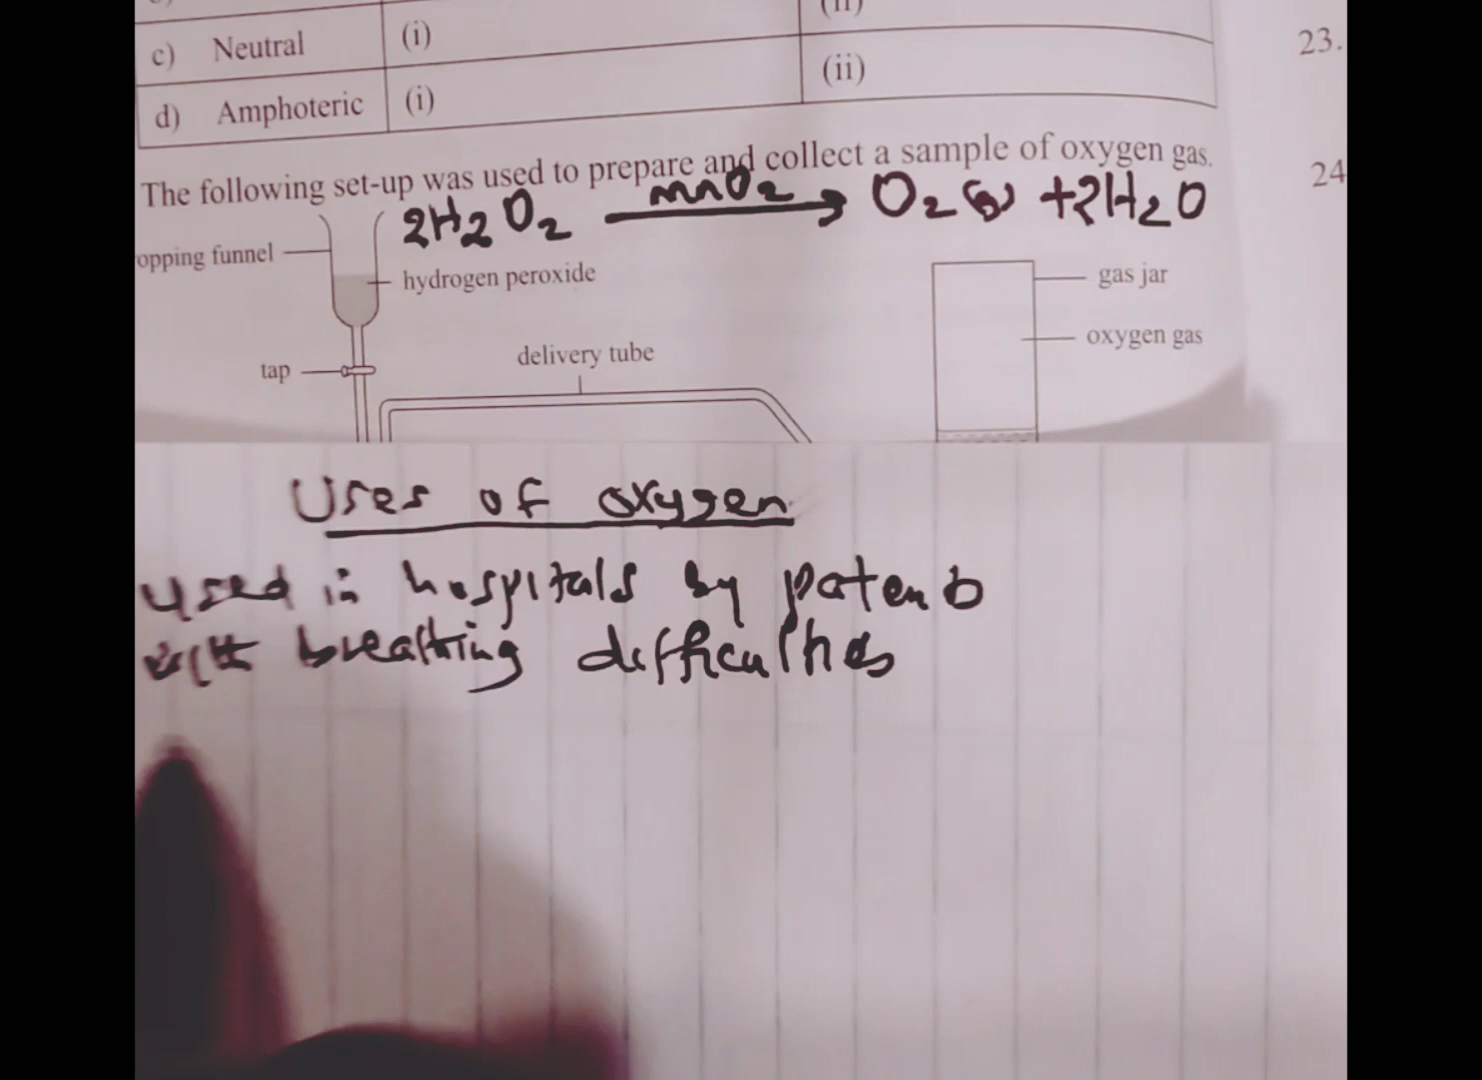 c) Neutral (i)
23.
d) Amphoteric (i) (ii)
The following set-up was used to prepare and collect a sample of oxygen gas.
24
2H2O2 MnO2 O2(g) + 2H2O
opping funnel
hydrogen peroxide
gas jar
oxygen gas
delivery tube
tap
Uses of oxygen
used in hospitals by patents
with breathing difficulties